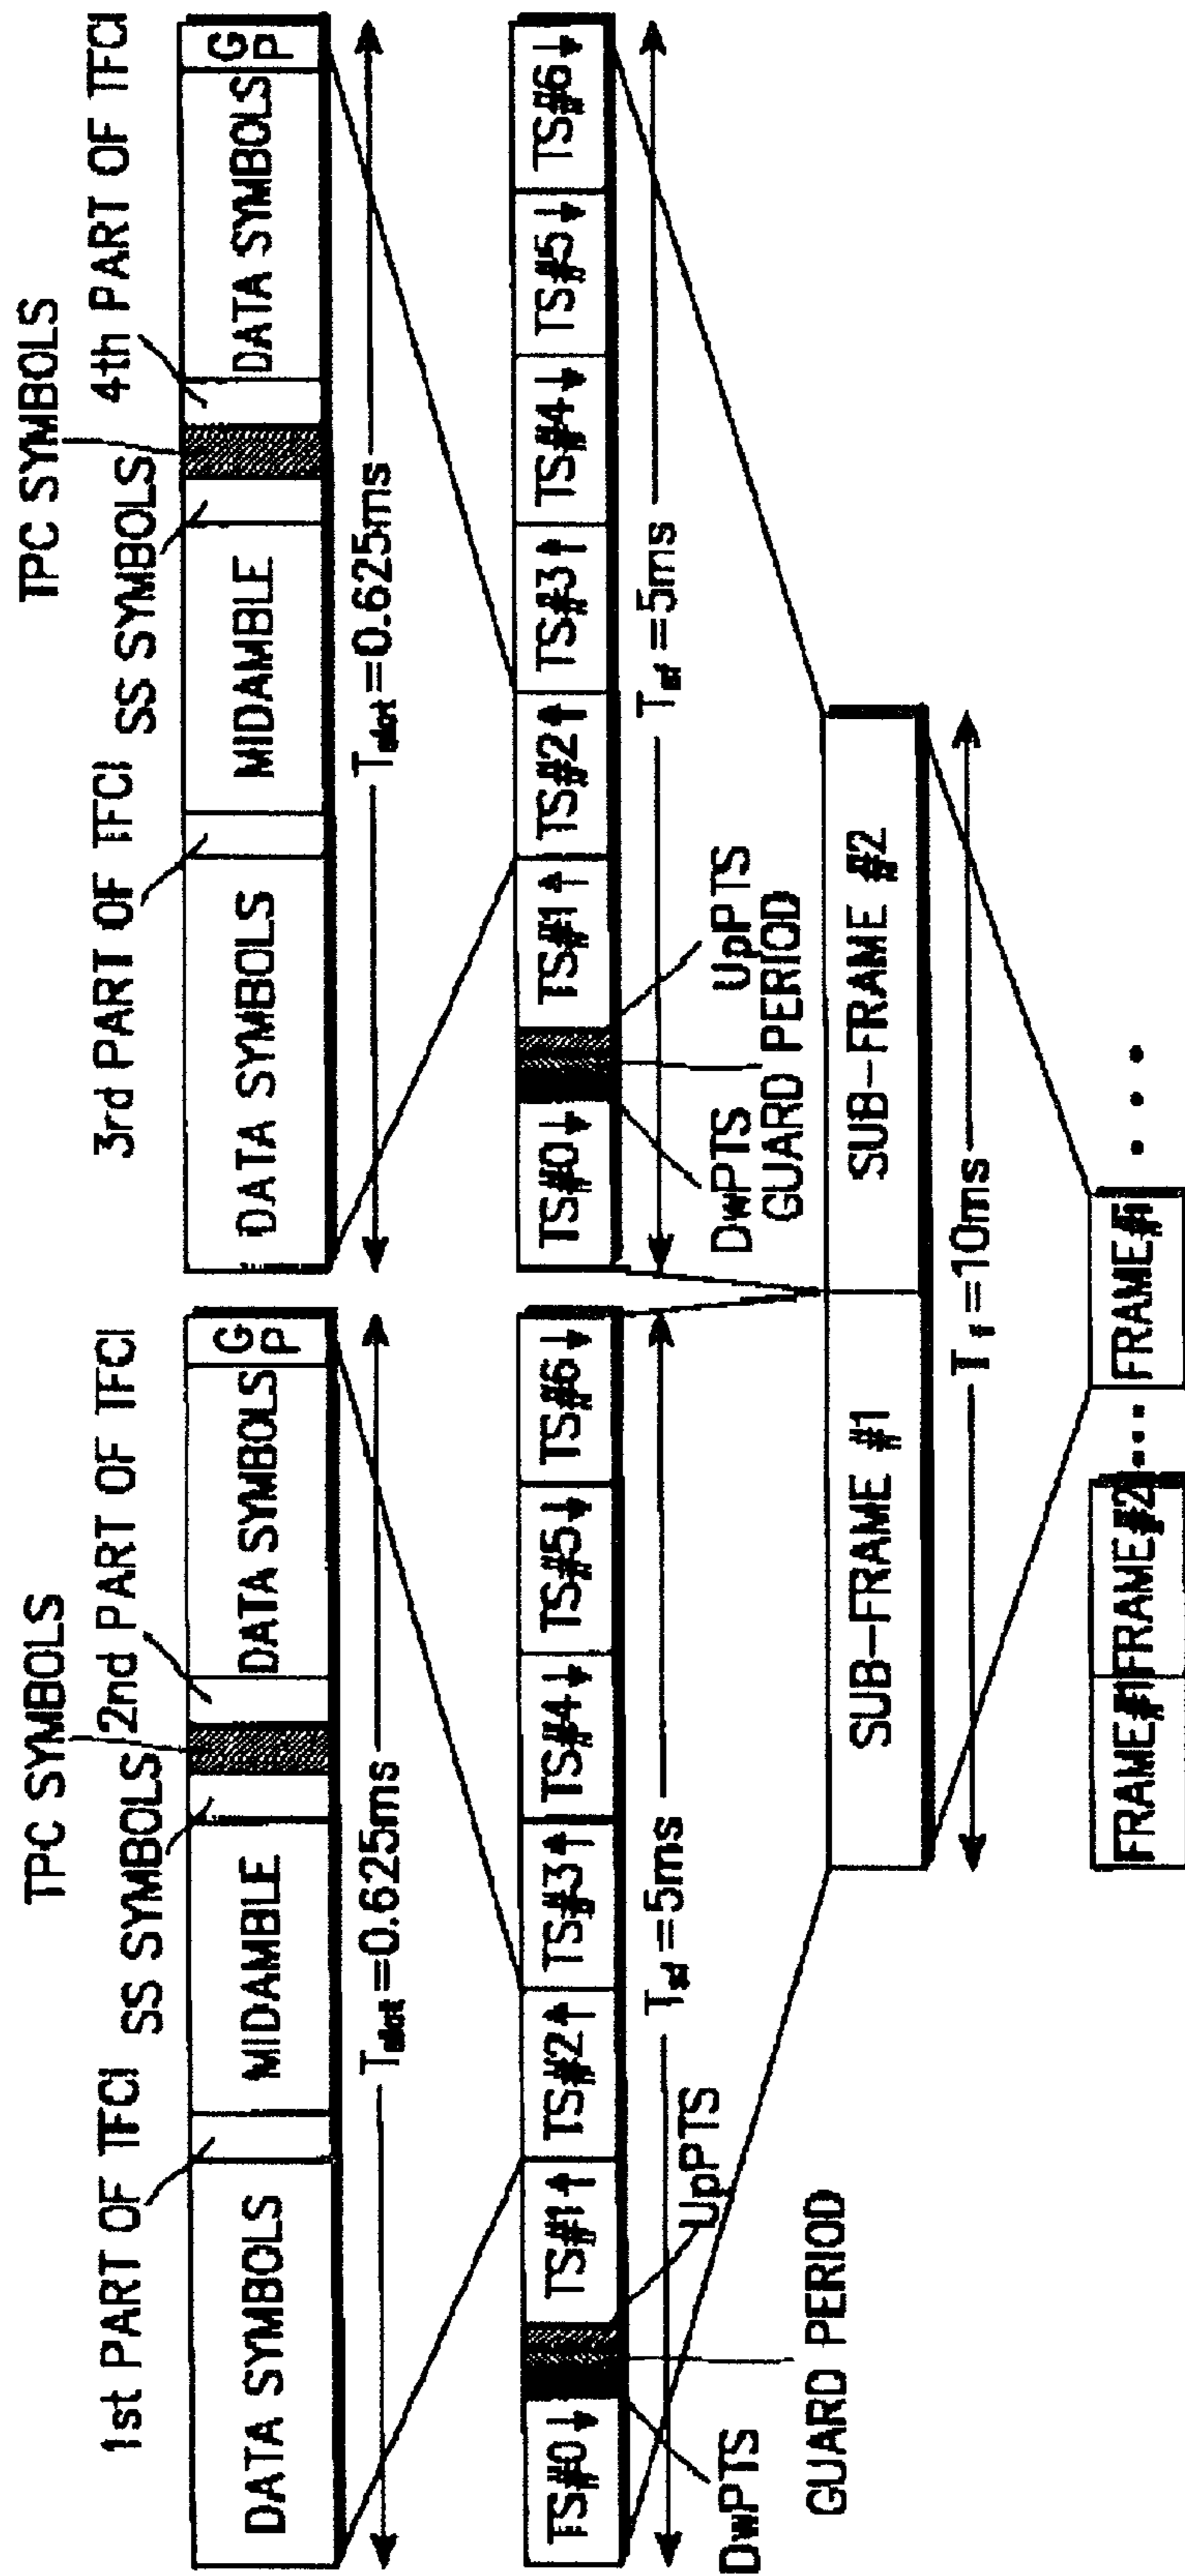 TPC SYMBOLS
TPC SYMBOLS
1st PART OF TFCI
SS SYMBOLS
2nd PART OF TFCI
3rd PART OF TFCI
SS SYMBOLS
4th PART OF TFCI
DATA SYMBOLS
MIDAMBLE
DATA SYMBOLS
GP
DATA SYMBOLS
MIDAMBLE
DATA SYMBOLS
GP
Tslot=0.625ms
Tslot=0.625ms
TS#0↓
TS#1↑
TS#2↑
TS#3↑
TS#4↓
TS#5↓
TS#6↓
TS#0↓
TS#1↑
TS#2↑
TS#3↑
TS#4↓
TS#5↓
TS#6↓
Tsf=5ms
Tsf=5ms
DwPTS
UpPTS
GUARD PERIOD
DwPTS
UpPTS
GUARD PERIOD
SUB-FRAME #1
SUB-FRAME #2
=10ms
FRAME#1
FRAME#2
...
FRAME#i
...